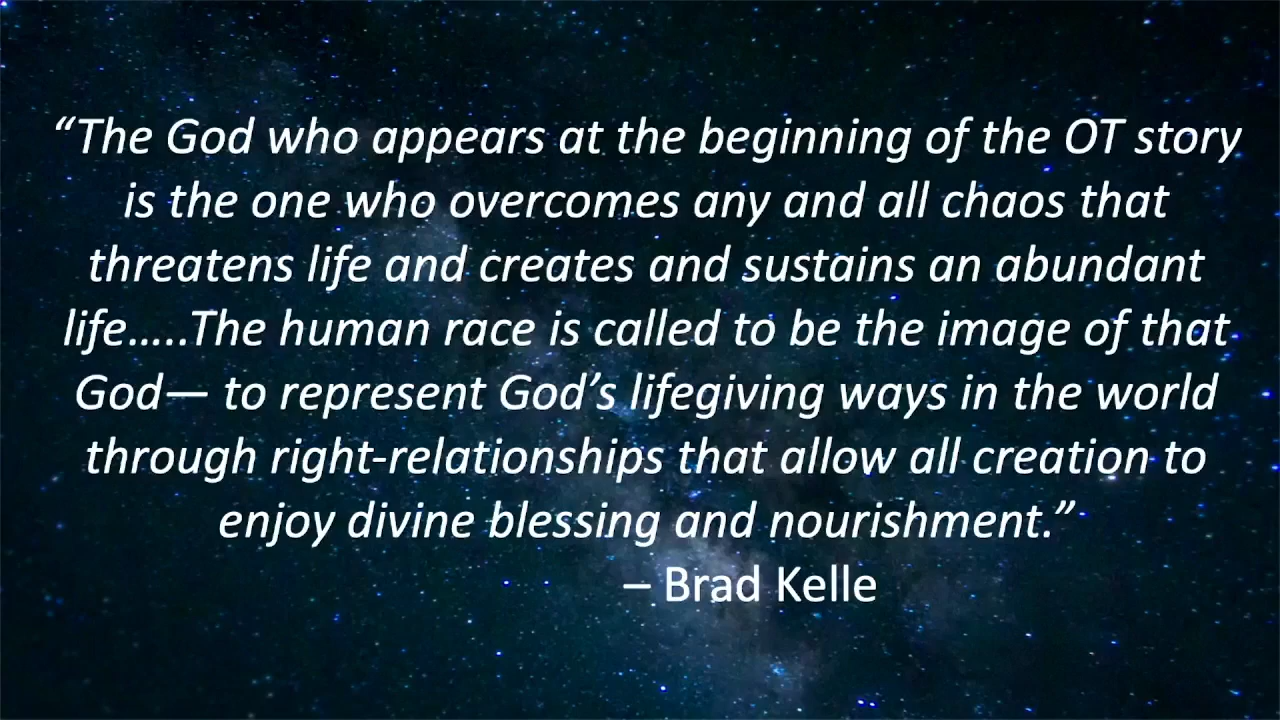 “The God who appears at the beginning of the OT story
is the one who overcomes any and all chaos that
threatens life and creates and sustains an abundant
life…..The human race is called to be the image of that
God— to represent God’s lifegiving ways in the world
through right-relationships that allow all creation to
enjoy divine blessing and nourishment.”
– Brad Kelle